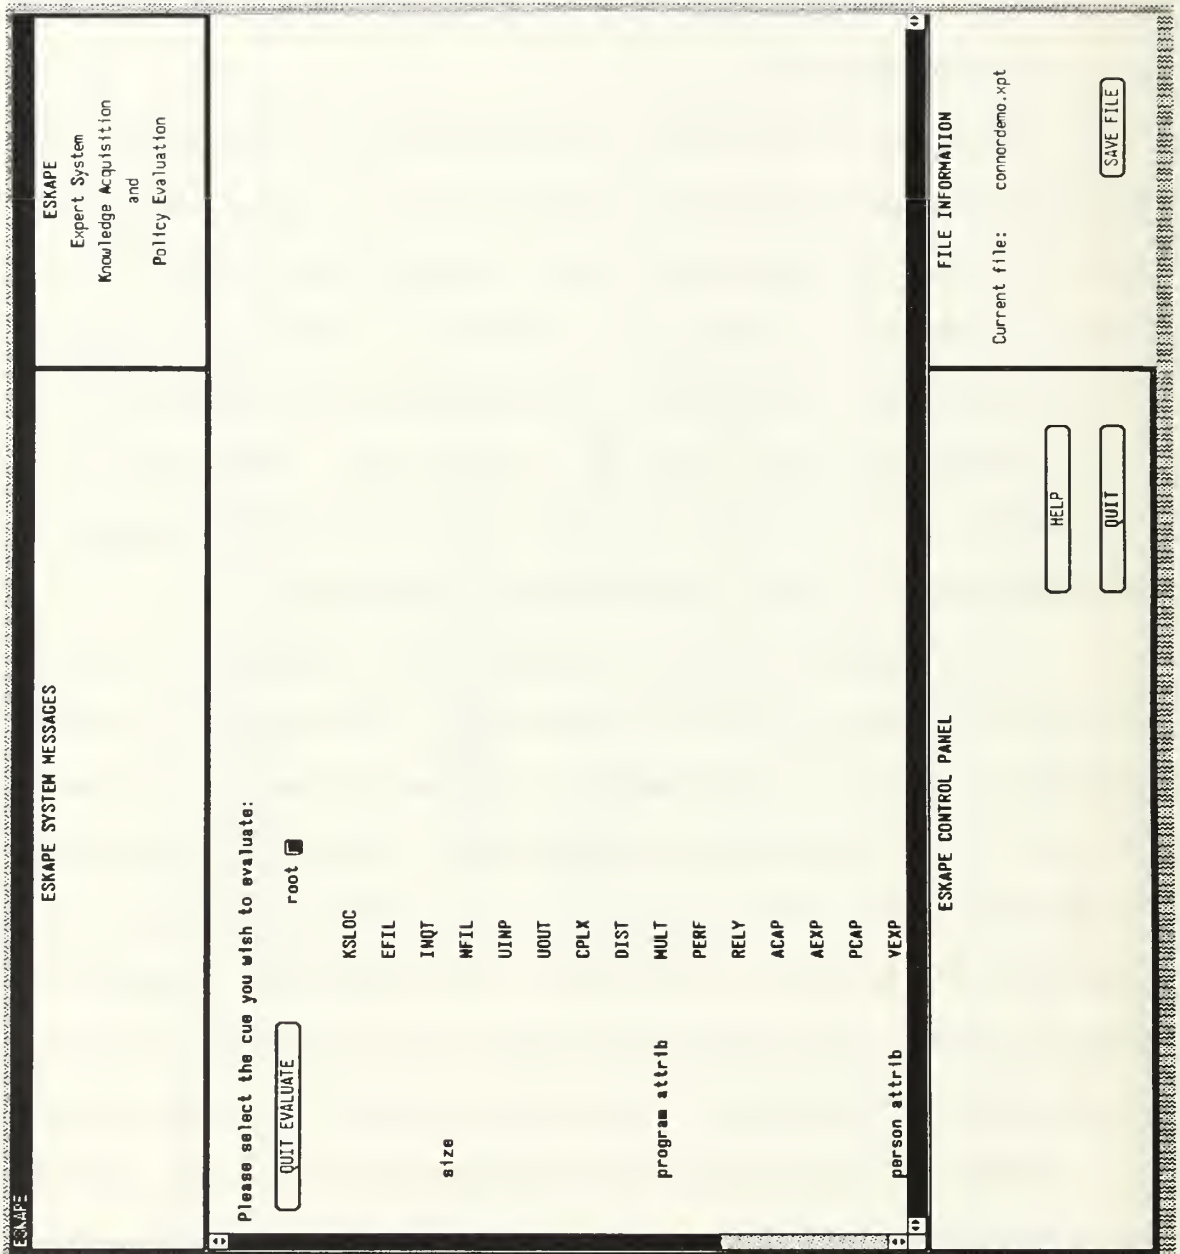 ESKAPE
ESKAPE SYSTEM MESSAGES
ESKAPE
Expert System
Knowledge Acquisition
and
Policy Evaluation
Please select the cue you wish to evaluate:
QUIT EVALUATE
root
KSLOC
EFIL
INQT
MFIL
size
UINP
UOUT
CPLX
DIST
program attrib
MULT
PERF
RELY
ACAP
AEXP
PCAP
person attrib
VEXP
ESKAPE CONTROL PANEL
HELP
QUIT
FILE INFORMATION
Current file: connordemo.xpt
SAVE FILE